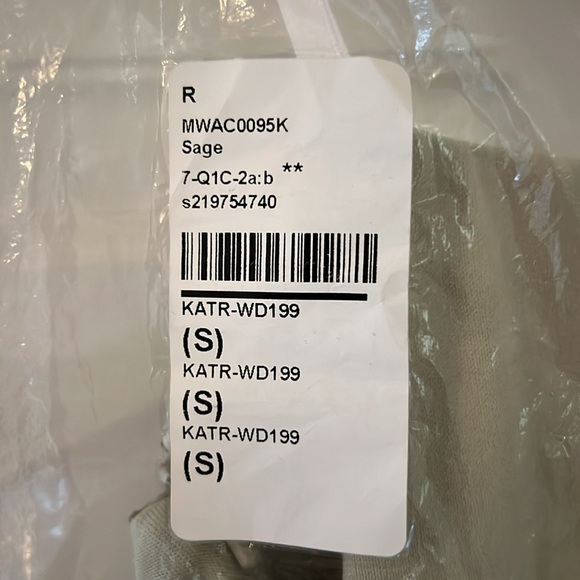 R
MWAC0095K
Sage
7-Q1C-2a:b **
s219754740
KATR-WD199
(S)
KATR-WD199
(S)
KATR-WD199
(S)